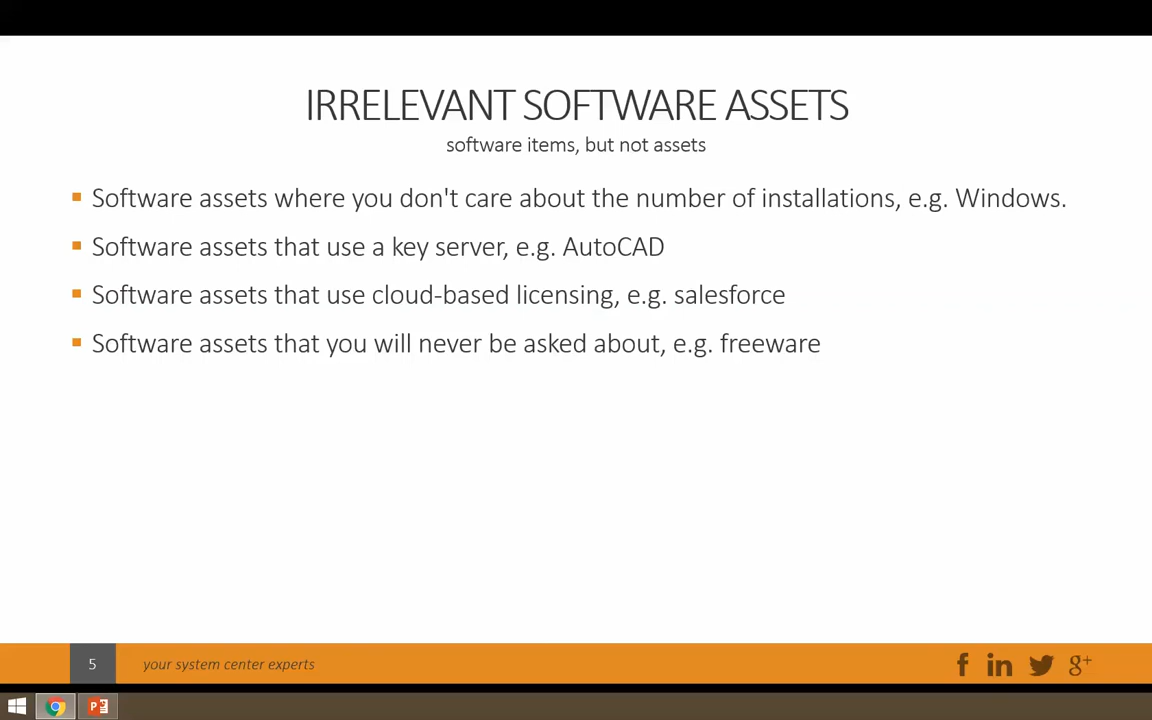 IRRELEVANT SOFTWARE ASSETS
software items, but not assets
Software assets where you don't care about the number of installations, e.g. Windows.
Software assets that use a key server, e.g. AutoCAD
Software assets that use cloud-based licensing, e.g. salesforce
Software assets that you will never be asked about, e.g. freeware
5 your system center experts f in g+